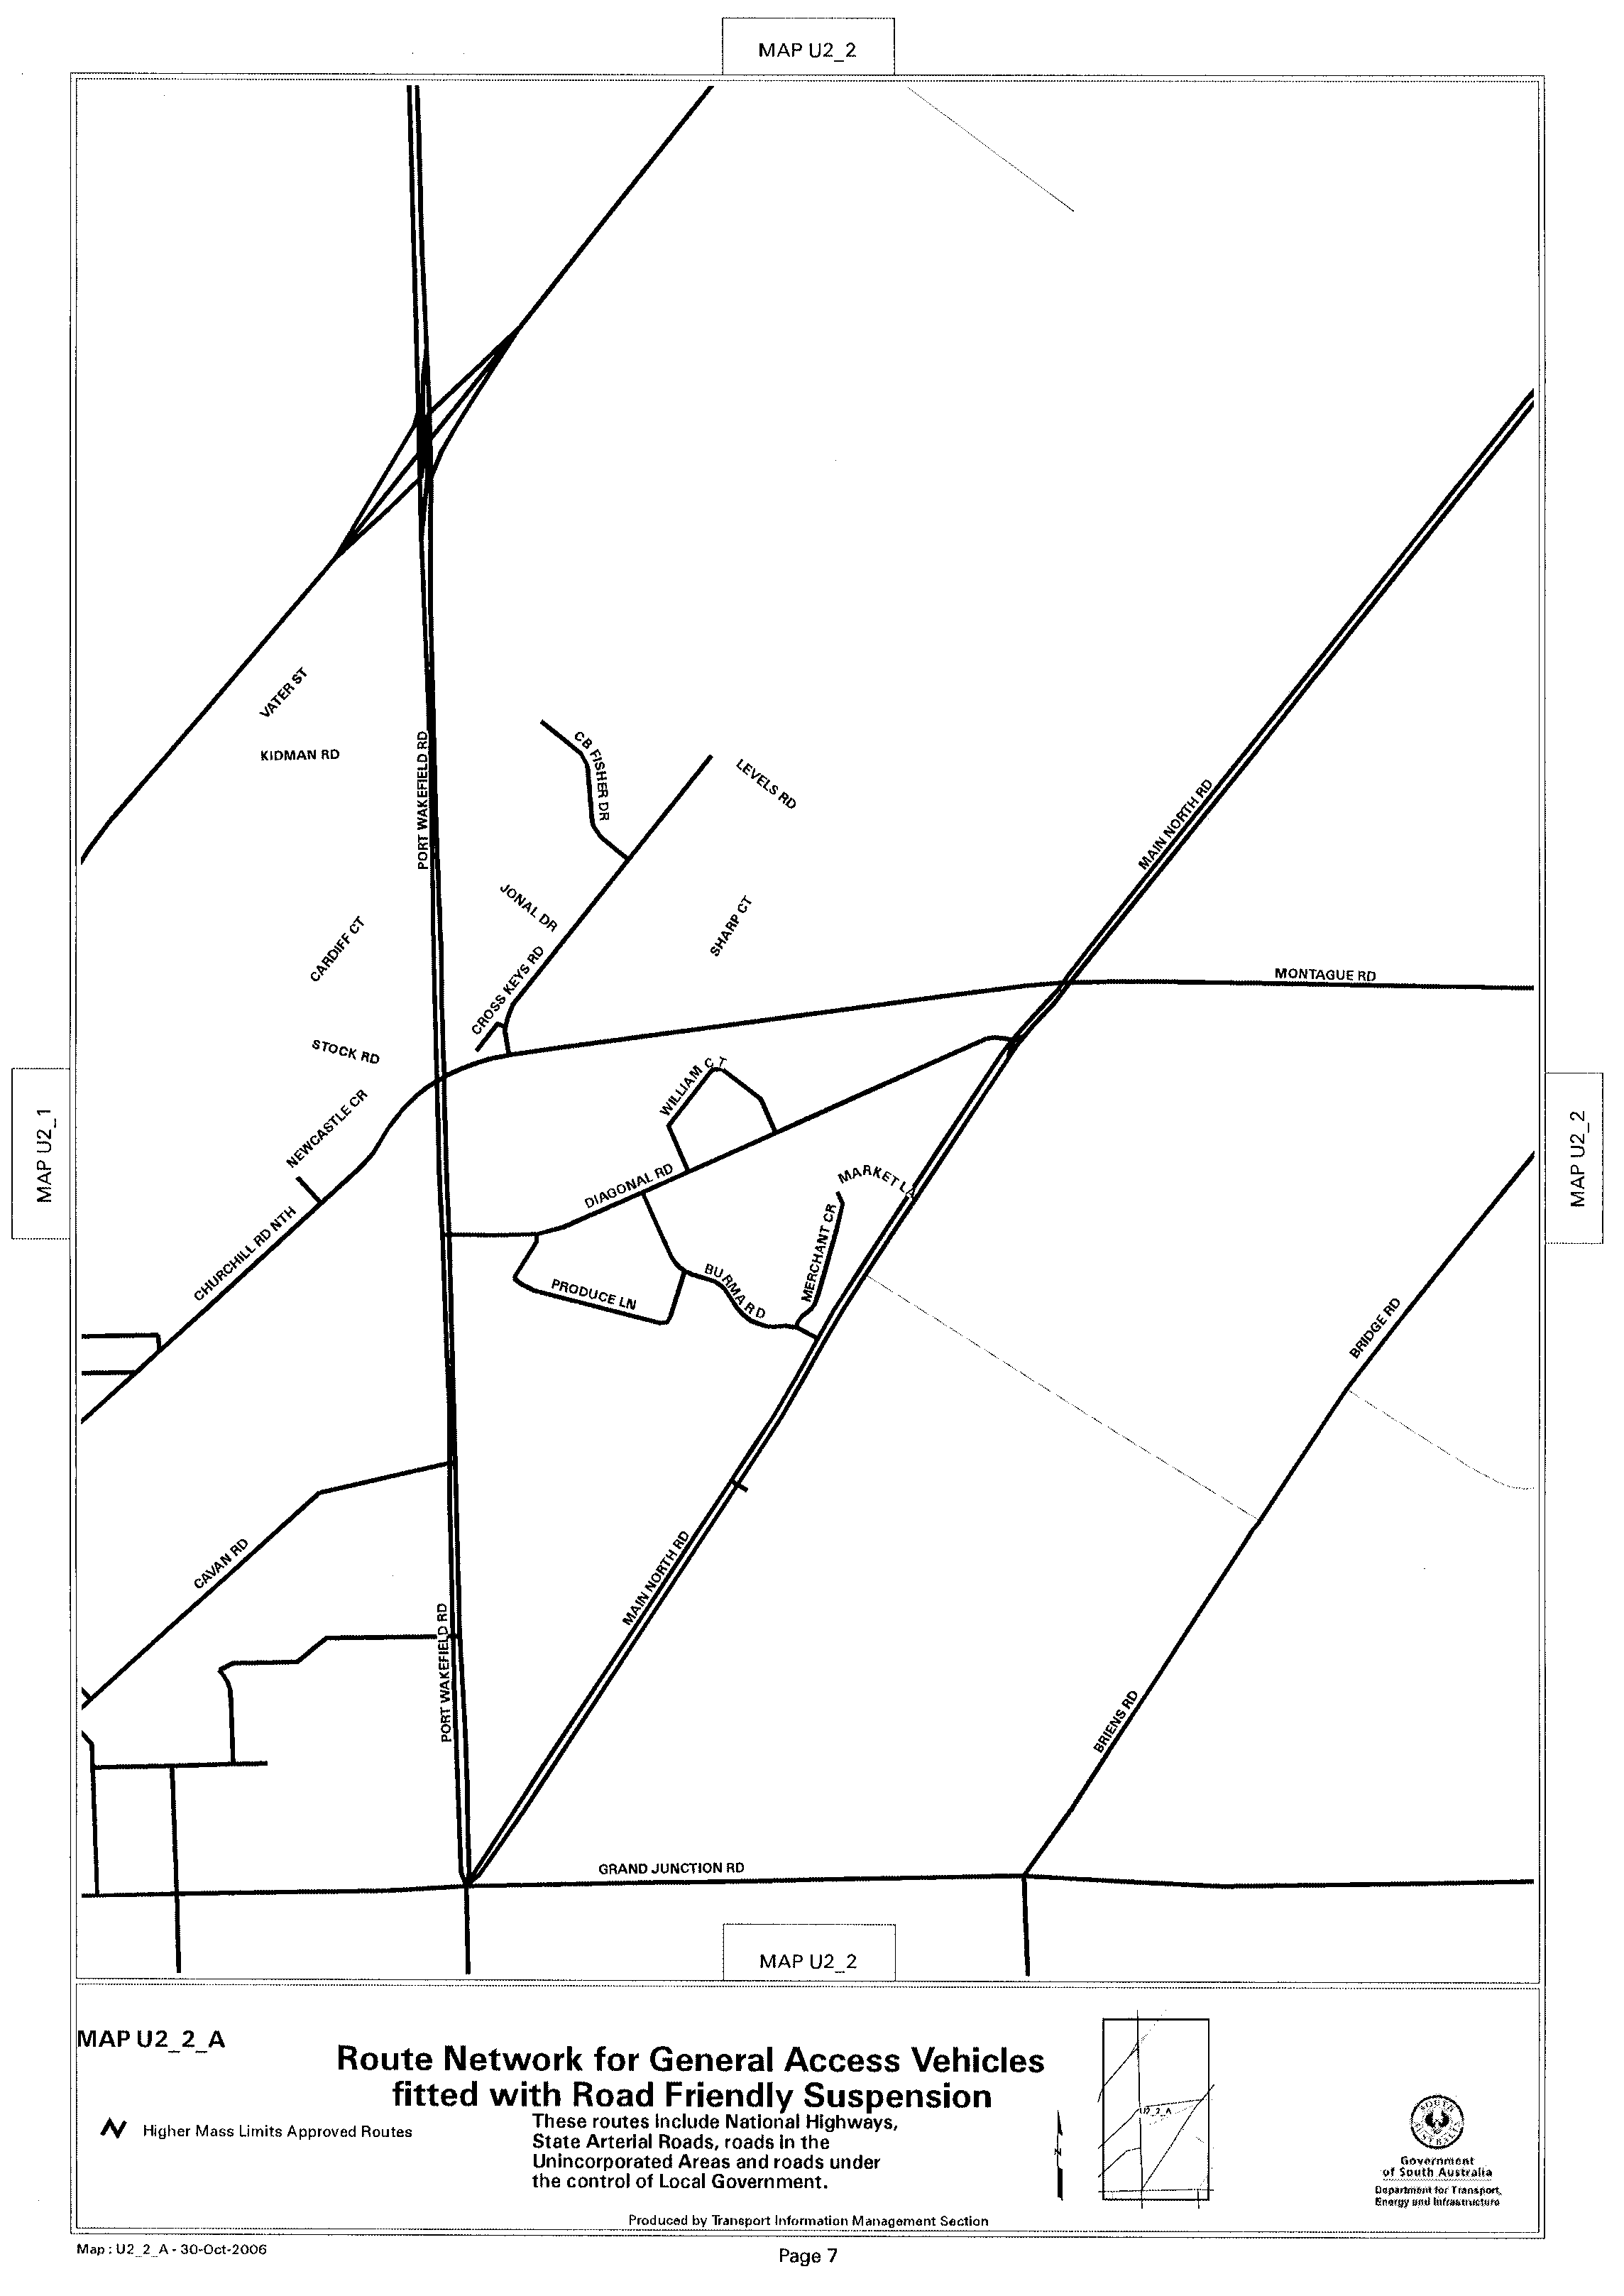 MAP U2_2
VATER ST
KIDMAN RD
PORT WAKEFIELD RD
CB FISHER DR
LEVELS RD
MAIN NORTH RD
JONAL DR
SHARP CT
CARDIFF CT
CROSS KEYS RD
MONTAGUE RD
STOCK RD
WILLIAM CT
NEWCASTLE CR
MAP U2_1
MAP U2_2
DIAGONAL RD
MARKET LA
CHURCHILL RD NTH
MERCHANT CR
PRODUCE LN
BURMA RD
BRIDGE RD
CAVAN RD
MAIN NORTH RD
PORT WAKEFIELD RD
BRIENS RD
GRAND JUNCTION RD
MAP U2_2
MAP U2_2_A
Route Network for General Access Vehicles
fitted with Road Friendly Suspension
Higher Mass Limits Approved Routes
These routes include National Highways,
State Arterial Roads, roads in the
Unincorporated Areas and roads under
the control of Local Government.
N
U2_2_A
SOUTH
AUSTRALIA
Government
of South Australia
Department for Transport,
Energy and Infrastructure
Produced by Transport Information Management Section
Map : U2_2_A - 30-Oct-2006
Page 7